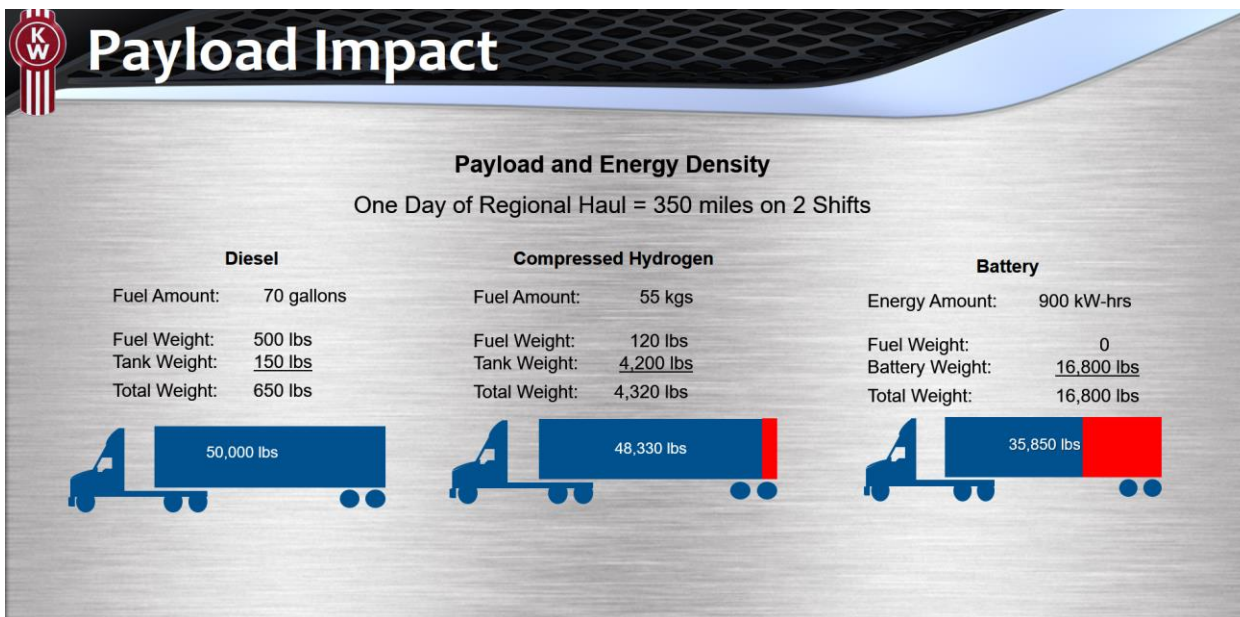 KW
Payload Impact
Payload and Energy Density
One Day of Regional Haul = 350 miles on 2 Shifts
Diesel
Fuel Amount: 70 gallons
Fuel Weight: 500 lbs
Tank Weight: 150 lbs
Total Weight: 650 lbs
50,000 lbs
Compressed Hydrogen
Fuel Amount: 55 kgs
Fuel Weight: 120 lbs
Tank Weight: 4,200 lbs
Total Weight: 4,320 lbs
48,330 lbs
Battery
Energy Amount: 900 kW-hrs
Fuel Weight: 0
Battery Weight: 16,800 lbs
Total Weight: 16,800 lbs
35,850 lbs